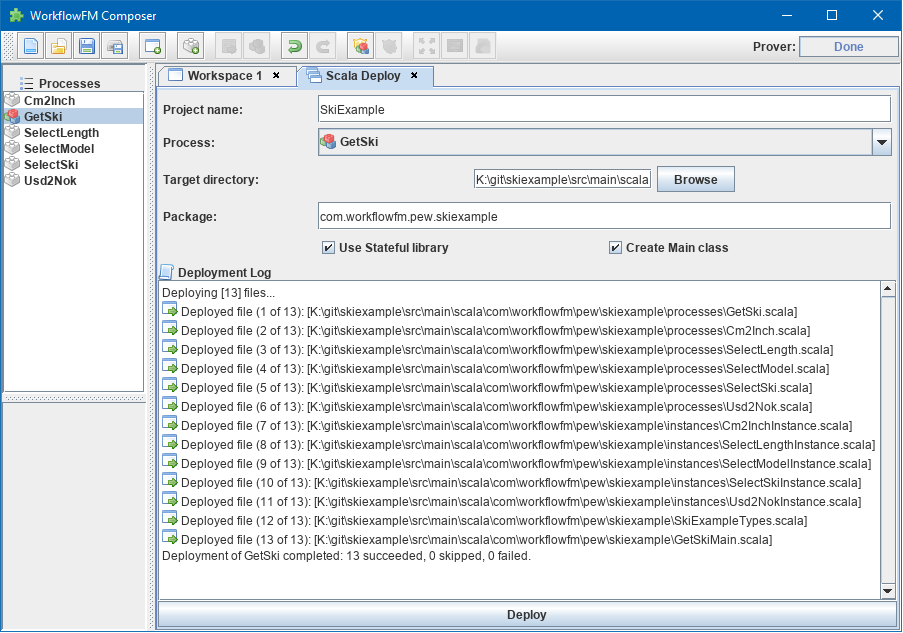 WorkflowFM Composer
Prover: Done
Processes
Cm2Inch
GetSki
SelectLength
SelectModel
SelectSki
Usd2Nok
Workspace 1 × Scala Deploy ×
Project name: SkiExample
Process: GetSki
Target directory: K:\git\skiexample\src\main\scala Browse
Package: com.workflowfm.pew.skiexample
Use Stateful library Create Main class
Deployment Log
Deploying [13] files...
Deployed file (1 of 13): [K:\git\skiexample\src\main\scala\com\workflowfm\pew\skiexample\processes\GetSki.scala]
Deployed file (2 of 13): [K:\git\skiexample\src\main\scala\com\workflowfm\pew\skiexample\processes\Cm2Inch.scala]
Deployed file (3 of 13): [K:\git\skiexample\src\main\scala\com\workflowfm\pew\skiexample\processes\SelectLength.scala]
Deployed file (4 of 13): [K:\git\skiexample\src\main\scala\com\workflowfm\pew\skiexample\processes\SelectModel.scala]
Deployed file (5 of 13): [K:\git\skiexample\src\main\scala\com\workflowfm\pew\skiexample\processes\SelectSki.scala]
Deployed file (6 of 13): [K:\git\skiexample\src\main\scala\com\workflowfm\pew\skiexample\processes\Usd2Nok.scala]
Deployed file (7 of 13): [K:\git\skiexample\src\main\scala\com\workflowfm\pew\skiexample\instances\Cm2InchInstance.scala]
Deployed file (8 of 13): [K:\git\skiexample\src\main\scala\com\workflowfm\pew\skiexample\instances\SelectLengthInstance.scala]
Deployed file (9 of 13): [K:\git\skiexample\src\main\scala\com\workflowfm\pew\skiexample\instances\SelectModelInstance.scala]
Deployed file (10 of 13): [K:\git\skiexample\src\main\scala\com\workflowfm\pew\skiexample\instances\SelectSkiInstance.scala]
Deployed file (11 of 13): [K:\git\skiexample\src\main\scala\com\workflowfm\pew\skiexample\instances\Usd2NokInstance.scala]
Deployed file (12 of 13): [K:\git\skiexample\src\main\scala\com\workflowfm\pew\skiexample\SkiExampleTypes.scala]
Deployed file (13 of 13): [K:\git\skiexample\src\main\scala\com\workflowfm\pew\skiexample\GetSkiMain.scala]
Deployment of GetSki completed: 13 succeeded, 0 skipped, 0 failed.
Deploy